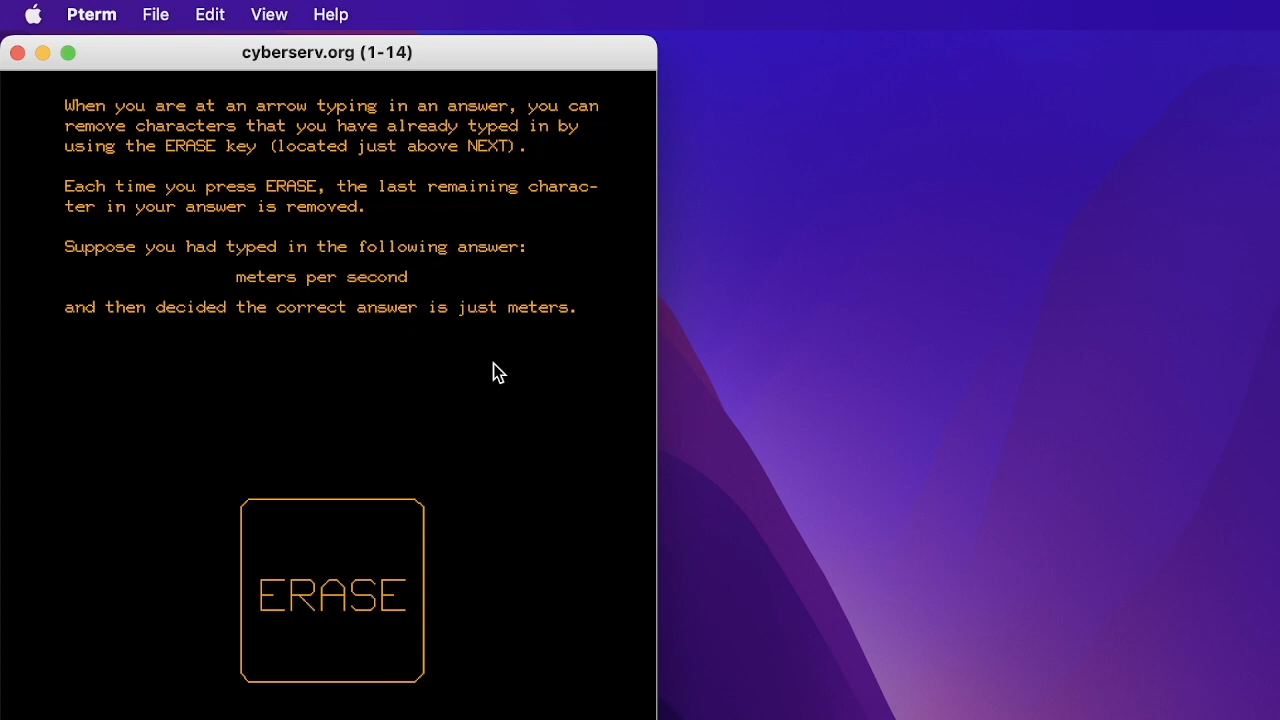 Pterm File Edit View Help
cyberserv.org (1-14)
When you are at an arrow typing in an answer, you can
remove characters that you have already typed in by
using the ERASE key (located just above NEXT).
Each time you press ERASE, the last remaining charac-
ter in your answer is removed.
Suppose you had typed in the following answer:
meters per second
and then decided the correct answer is just meters.
ERASE